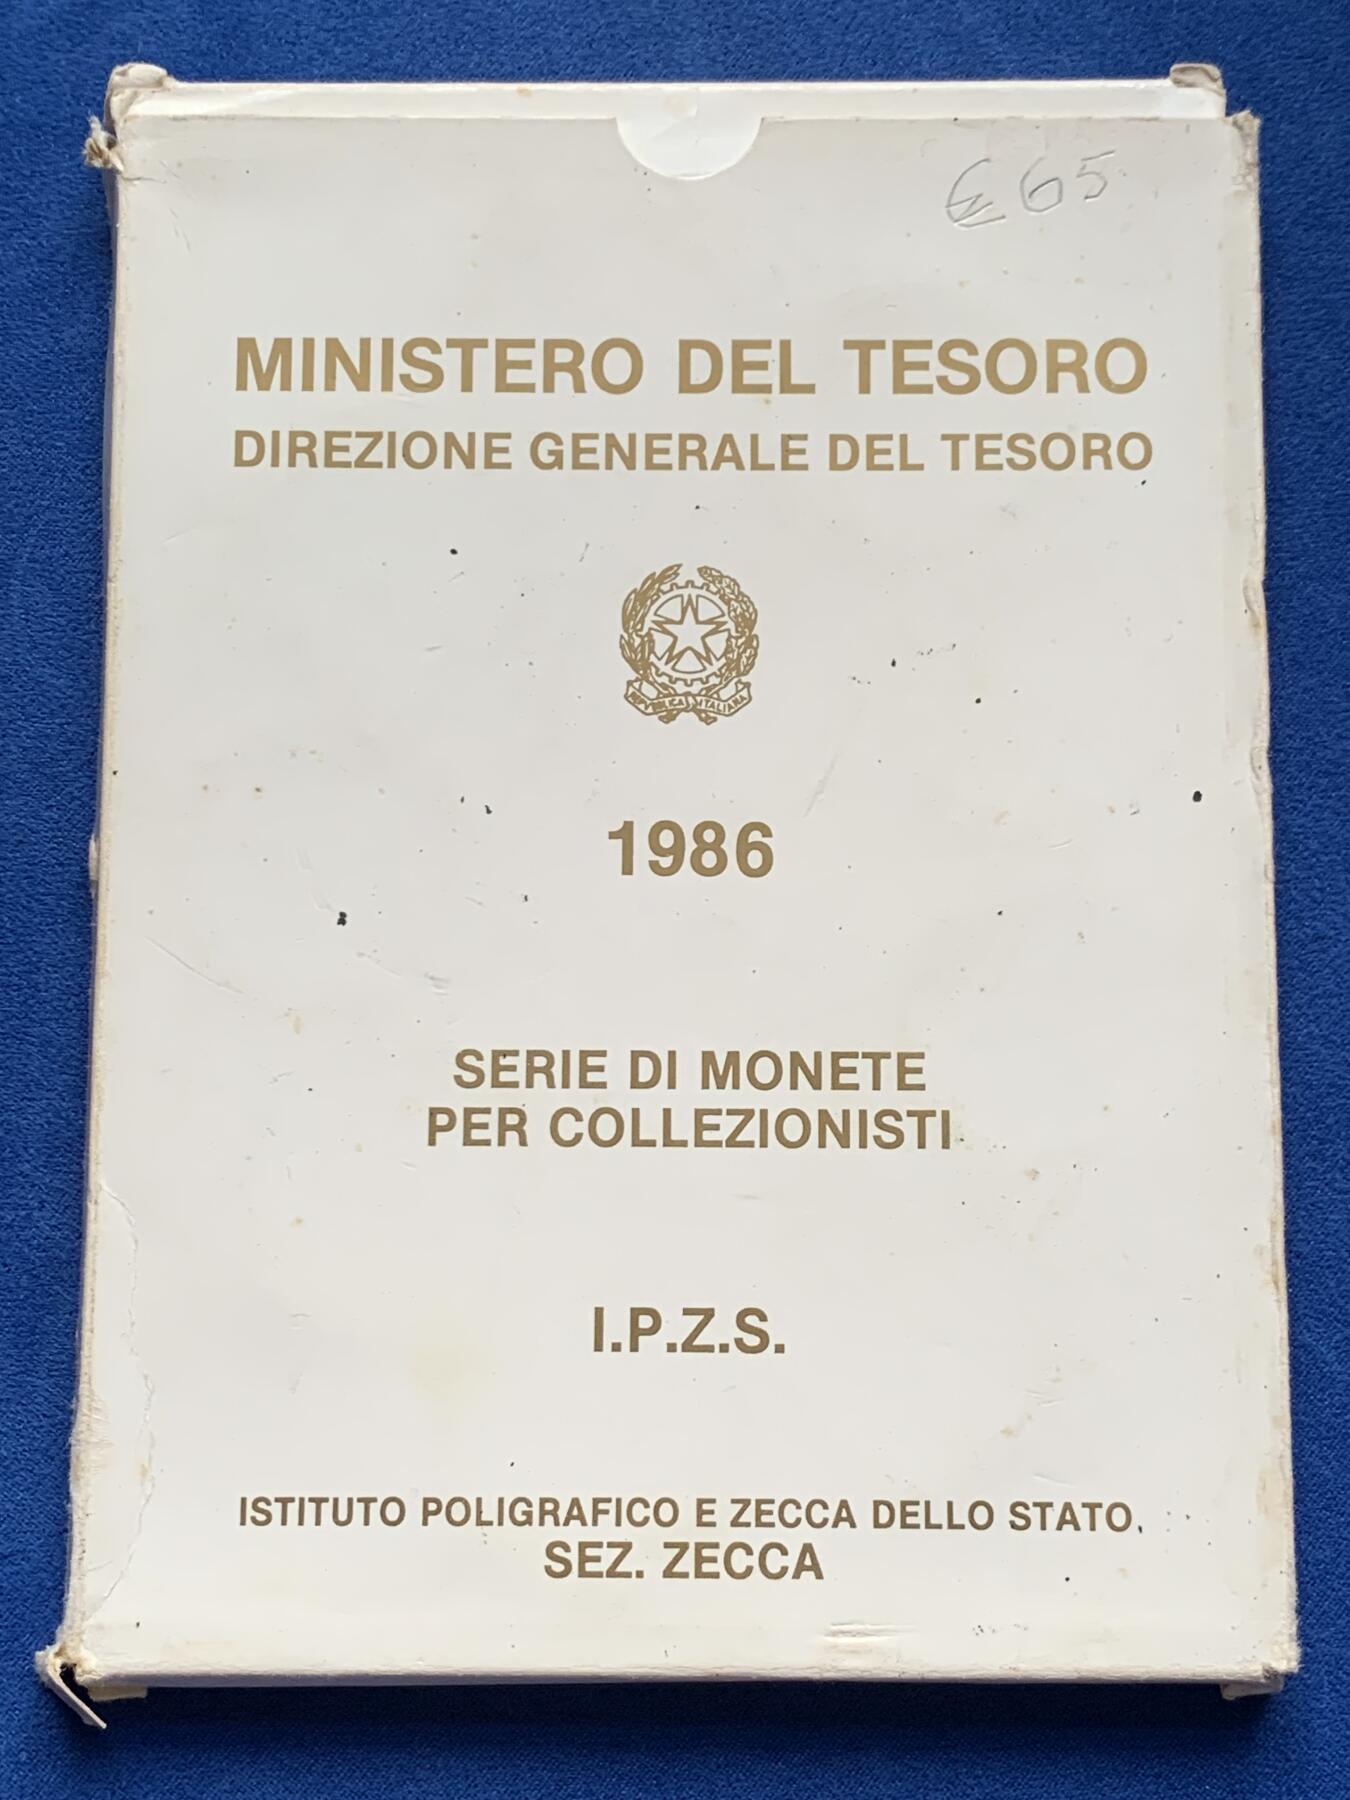 € 65
MINISTERO DEL TESORO
DIREZIONE GENERALE DEL TESORO
REPVBBLICA ITALIANA
1986
SERIE DI MONETE
PER COLLEZIONISTI
I.P.Z.S.
ISTITUTO POLIGRAFICO E ZECCA DELLO STATO
SEZ. ZECCA